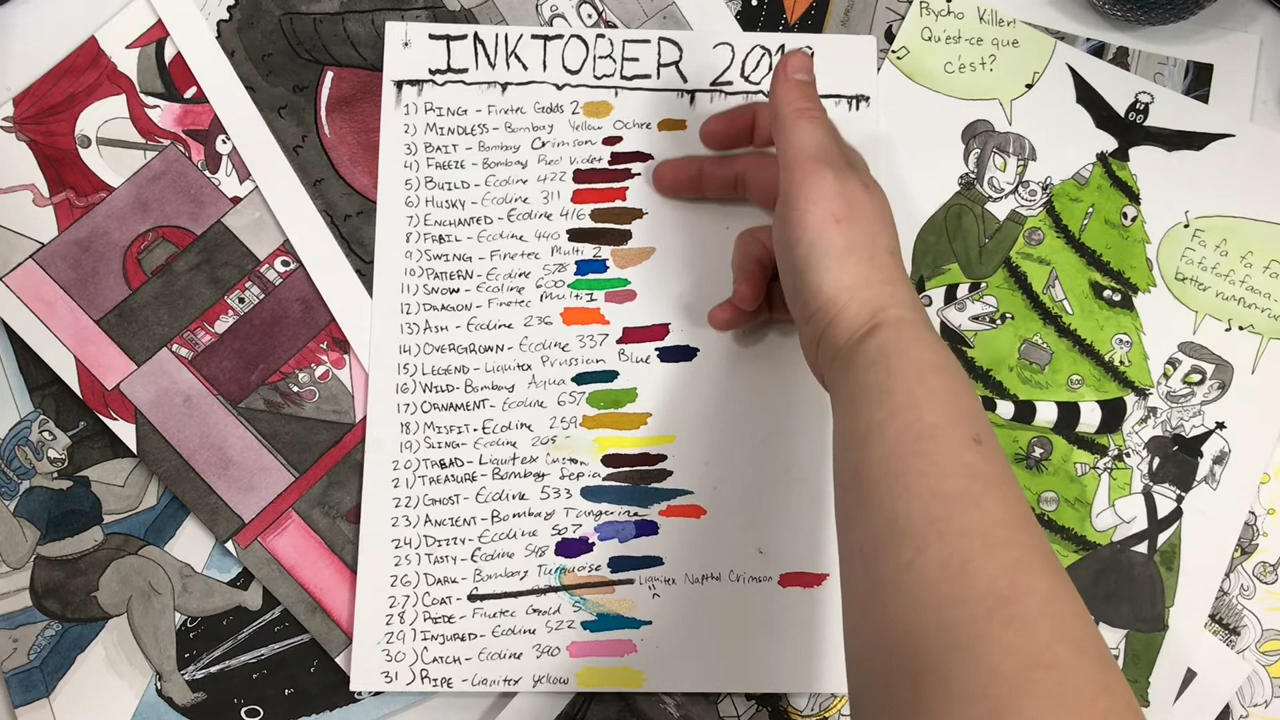 Psycho Killer!
Qu'est-ce que
c'est?
INKTOBER
1) RING - Finetec Golds 2
2) MINDLESS - Bombay Yellow Ochre
3) BAIT - Bombay Crimson
4) FREEZE - Bombay Red Violet
5) BUILD - Ecoline 422
6) HUSKY - Ecoline 311
7) ENCHANTED - Ecoline 416
8) FRAIL - Ecoline 440
9) SWING - Finetec Multi 2
10) PATTERN - Ecoline 578
11) SNOW - Ecoline 600
12) DRAGON - Finetec Multi 1
13) ASH - Ecoline 236
14) OVERGROWN - Ecoline 337
15) LEGEND - Liquitex Prussian Blue
16) WILD - Bombay Aqua
17) ORNAMENT - Ecoline 657
18) MISFIT - Ecoline 259
19) SLING - Ecoline 205
20) TREAD - Liquitex Custom
21) TREASURE - Bombay Sepia
22) GHOST - Ecoline 533
23) ANCIENT - Bombay Tangerine
24) DIZZY - Ecoline 507
25) TASTY - Ecoline 548
26) DARK - Bombay Turquoise
27) COAT - Liquitex Napthol Crimson
28) RIDE - Finetec Gold
29) INJURED - Ecoline 522
30) CATCH - Ecoline 390
31) RIPE - Liquitex Yellow
Fa fa fa fa
better run run run